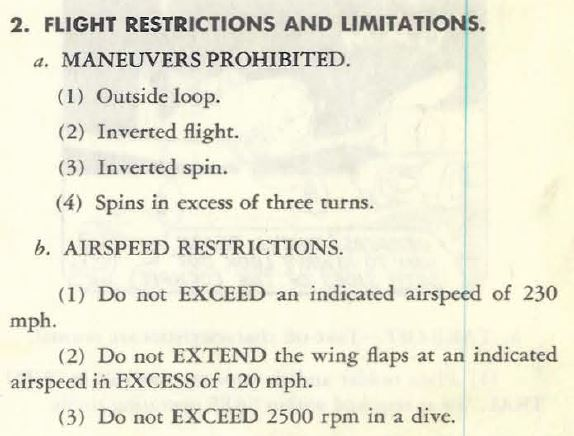 2. FLIGHT RESTRICTIONS AND LIMITATIONS.
a. MANEUVERS PROHIBITED.
(1) Outside loop.
(2) Inverted flight.
(3) Inverted spin.
(4) Spins in excess of three turns.
b. AIRSPEED RESTRICTIONS.
(1) Do not EXCEED an indicated airspeed of 230
mph.
(2) Do not EXTEND the wing flaps at an indicated
airspeed in EXCESS of 120 mph.
(3) Do not EXCEED 2500 rpm in a dive.